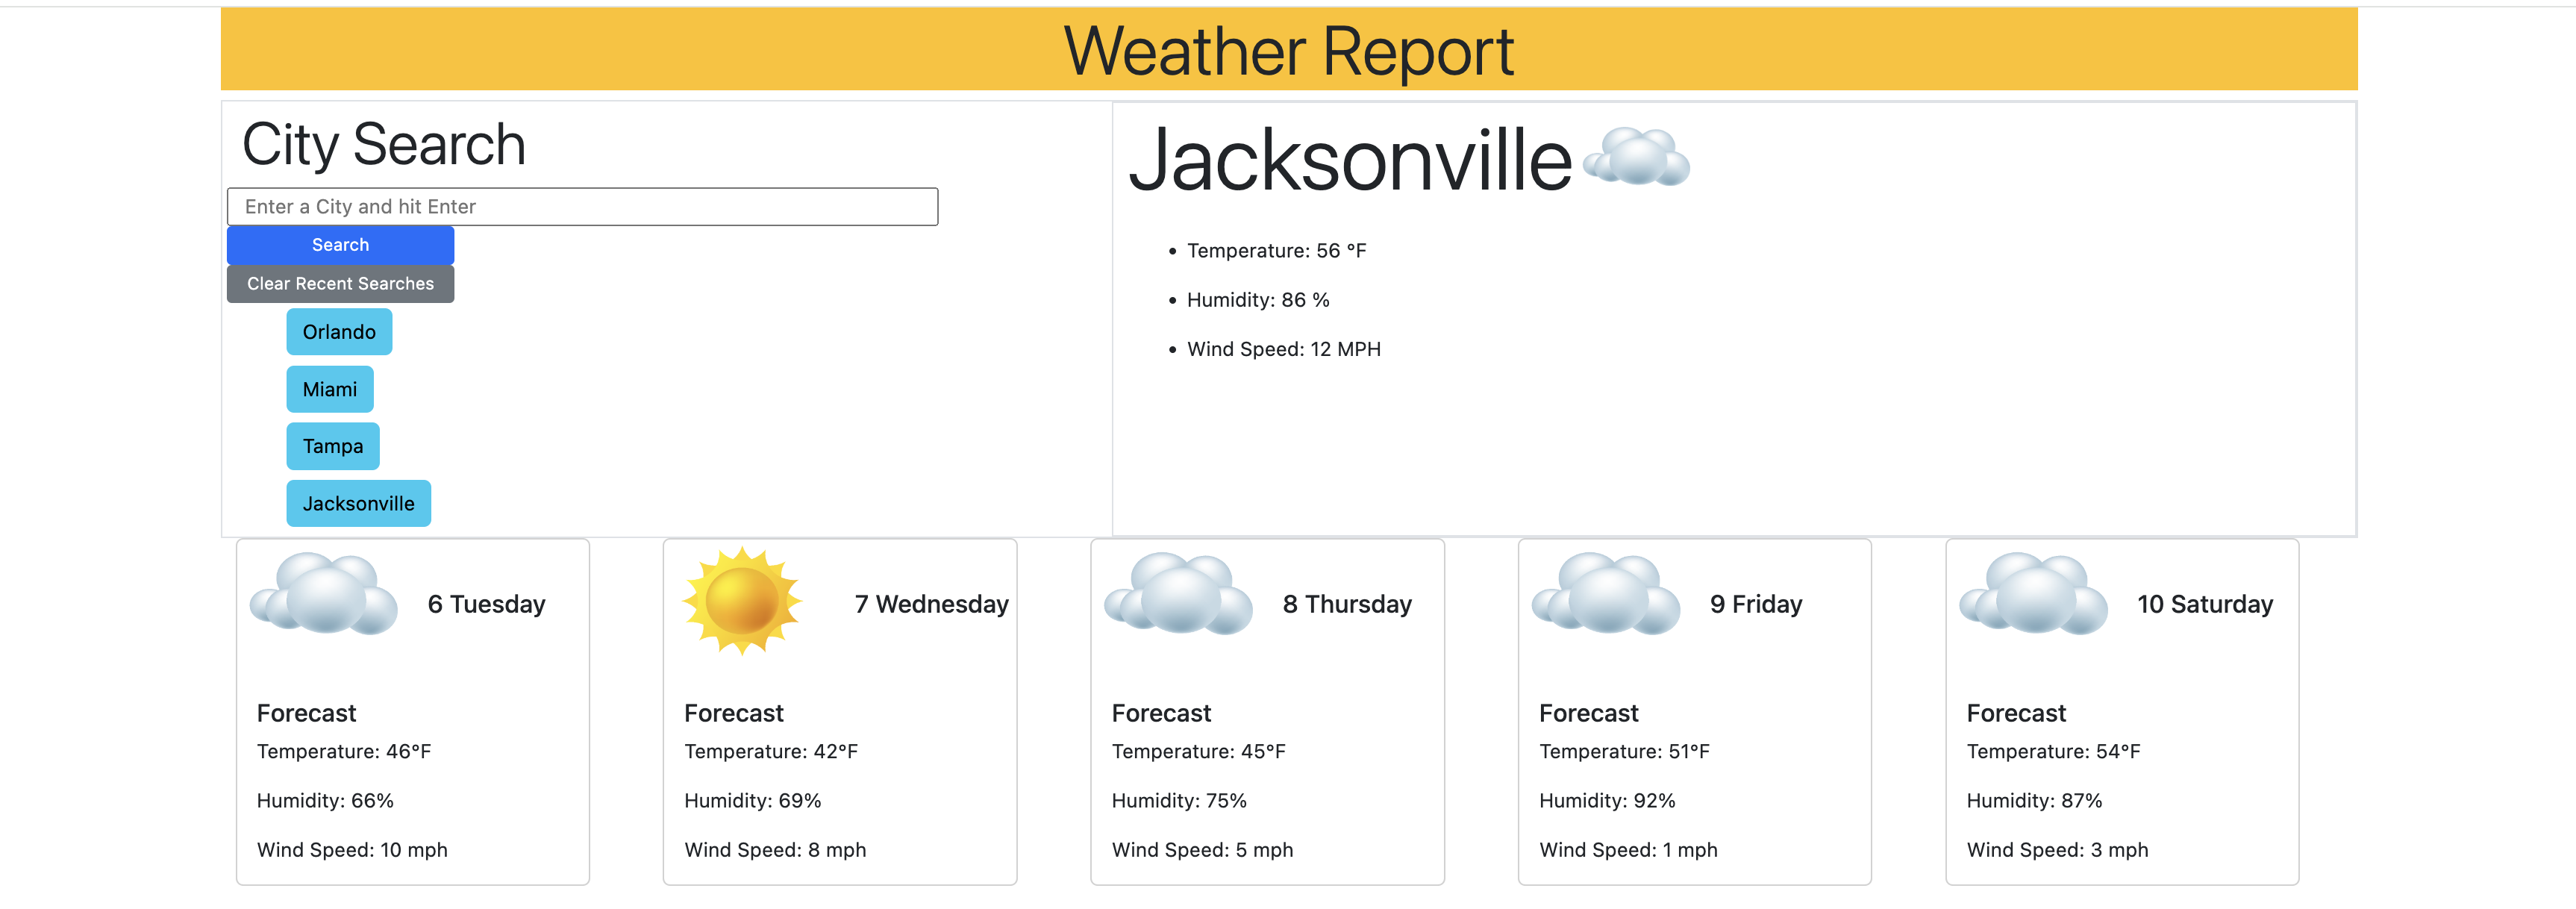 Weather Report
City Search
Enter a City and hit Enter
Search
Clear Recent Searches
Orlando
Miami
Tampa
Jacksonville
Jacksonville
Temperature: 56 °F
Humidity: 86 %
Wind Speed: 12 MPH
6 Tuesday
Forecast
Temperature: 46°F
Humidity: 66%
Wind Speed: 10 mph
7 Wednesday
Forecast
Temperature: 42°F
Humidity: 69%
Wind Speed: 8 mph
8 Thursday
Forecast
Temperature: 45°F
Humidity: 75%
Wind Speed: 5 mph
9 Friday
Forecast
Temperature: 51°F
Humidity: 92%
Wind Speed: 1 mph
10 Saturday
Forecast
Temperature: 54°F
Humidity: 87%
Wind Speed: 3 mph